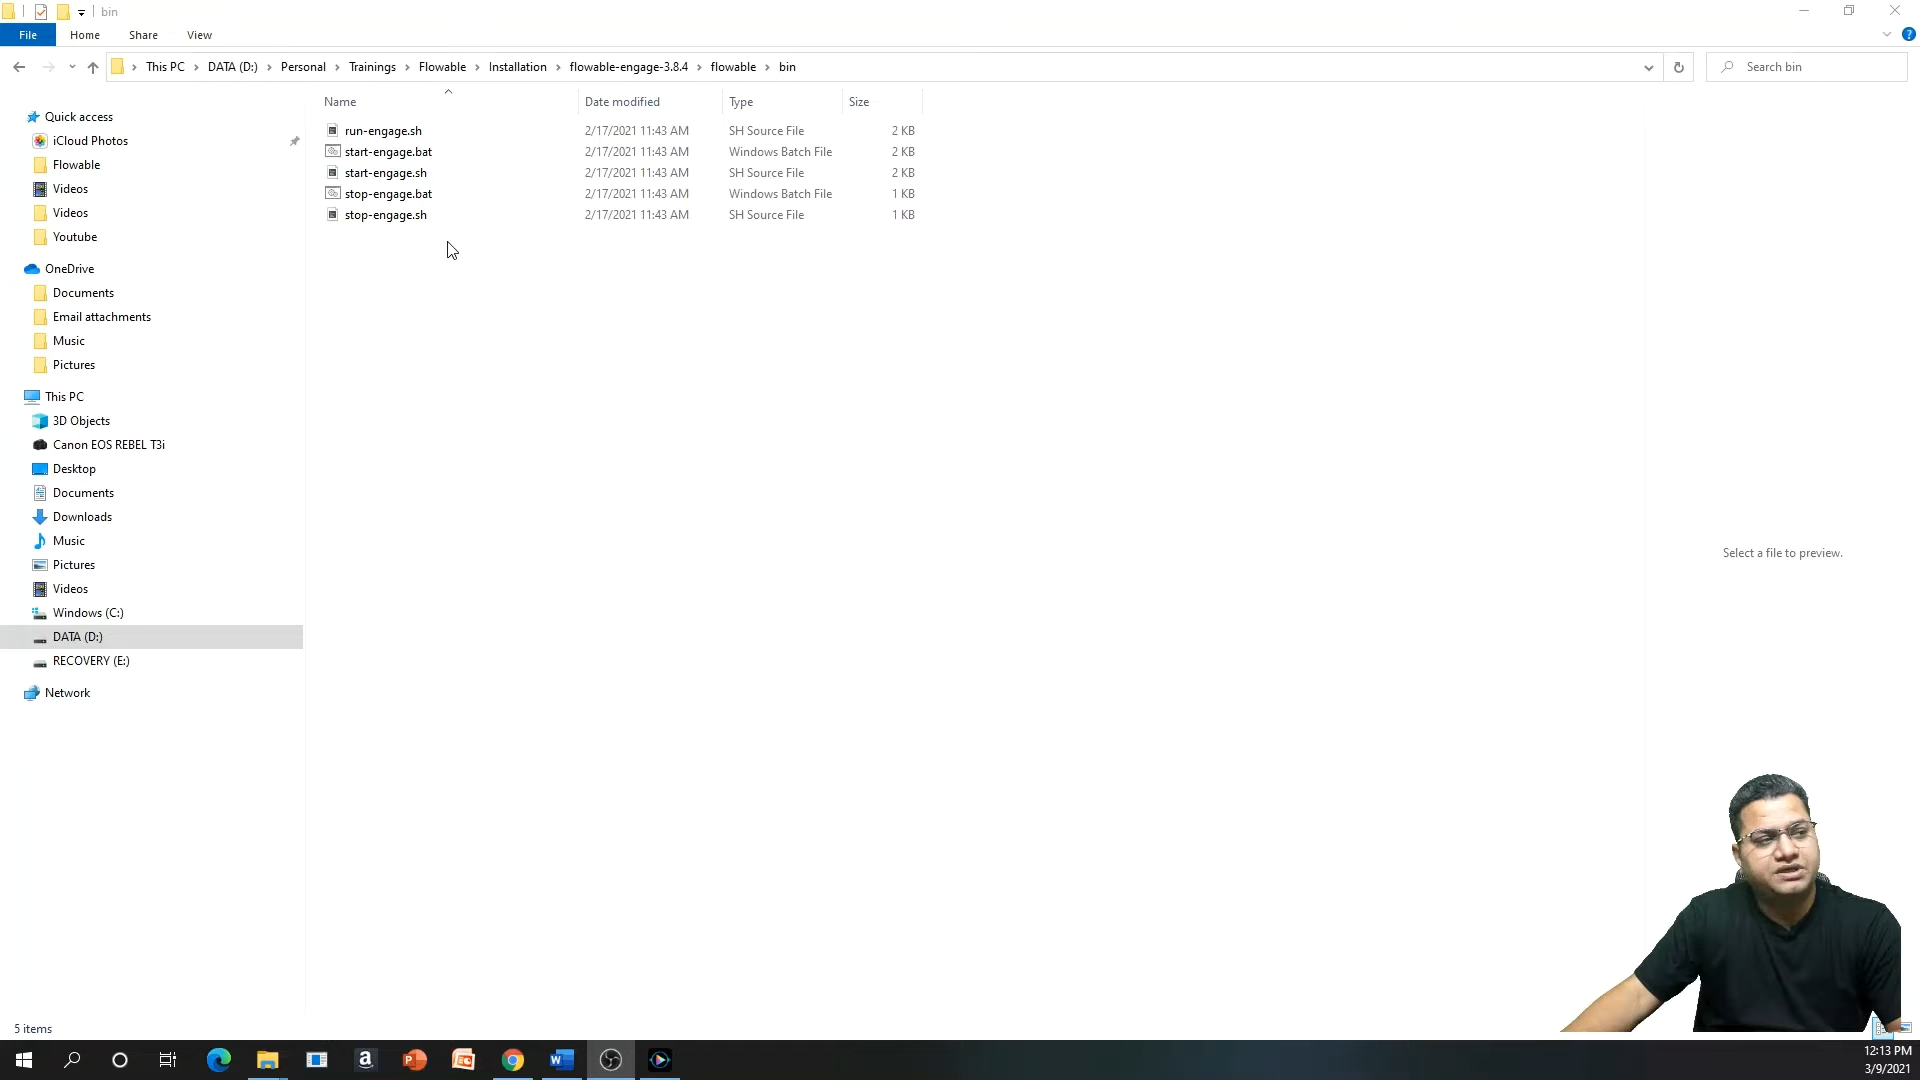 bin
File Home Share View
This PC DATA (D:) Personal Trainings Flowable Installation flowable-engage-3.8.4 flowable bin
Search bin
Name Date modified Type Size
run-engage.sh 2/17/2021 11:43 AM SH Source File 2 KB
start-engage.bat 2/17/2021 11:43 AM Windows Batch File 2 KB
start-engage.sh 2/17/2021 11:43 AM SH Source File 2 KB
stop-engage.bat 2/17/2021 11:43 AM Windows Batch File 1 KB
stop-engage.sh 2/17/2021 11:43 AM SH Source File 1 KB
Quick access
iCloud Photos
Flowable
Videos
Videos
Youtube
OneDrive
Documents
Email attachments
Music
Pictures
This PC
3D Objects
Canon EOS REBEL T3i
Desktop
Documents
Downloads
Music
Pictures
Videos
Windows (C:)
DATA (D:)
RECOVERY (E:)
Network
Select a file to preview.
5 items
12:13 PM
3/9/2021